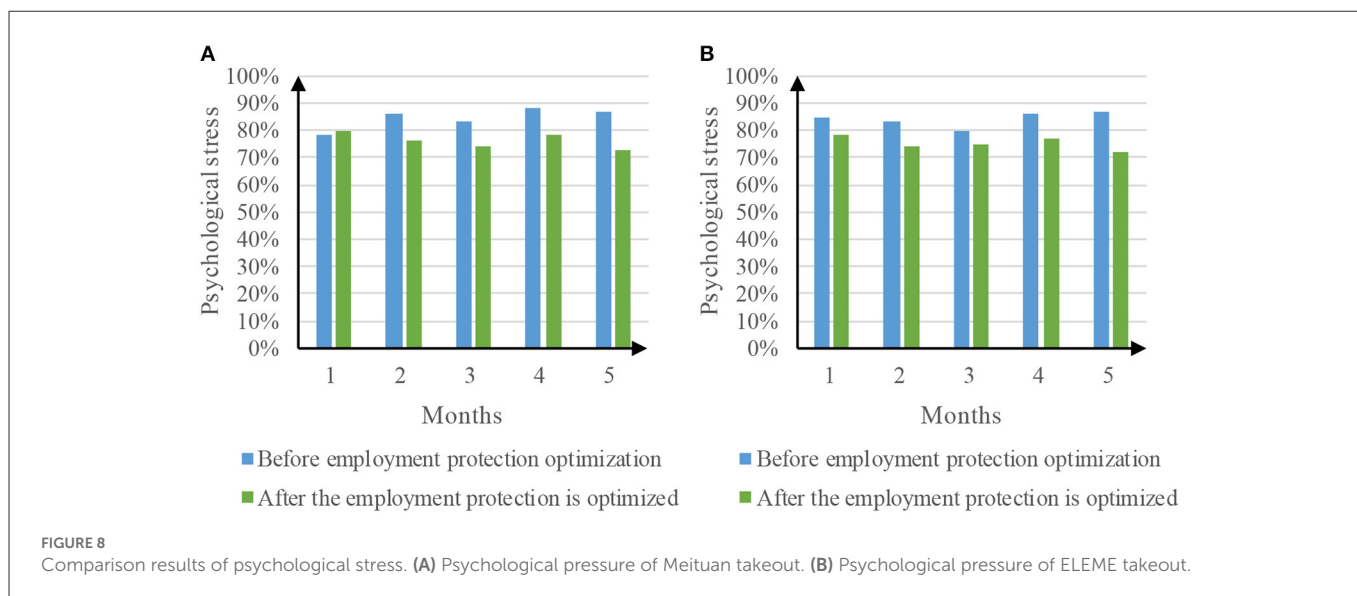 A
Psychological stress
100%
90%
80%
70%
60%
50%
40%
30%
20%
10%
0%
1 2 3 4 5
Months
Before employment protection optimization
After the employment protection is optimized
B
Psychological stress
100%
90%
80%
70%
60%
50%
40%
30%
20%
10%
0%
1 2 3 4 5
Months
Before employment protection optimization
After the employment protection is optimized
FIGURE 8
Comparison results of psychological stress. (A) Psychological pressure of Meituan takeout. (B) Psychological pressure of ELEME takeout.